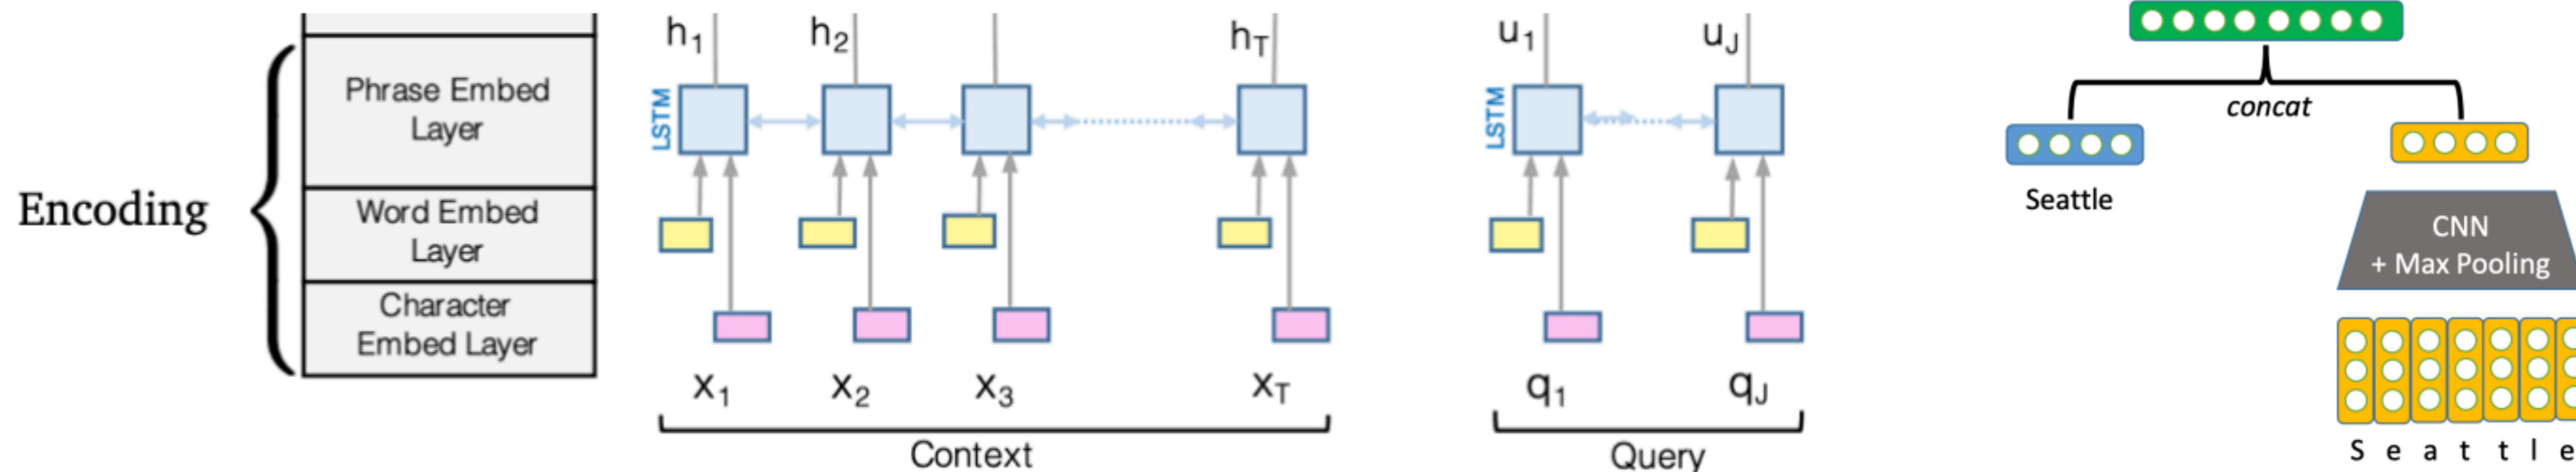 Encoding
Phrase Embed
Layer
Word Embed
Layer
Character
Embed Layer
h1
h2
hT
u1
uJ
LSTM
LSTM
x1
x2
x3
xT
q1
qJ
Context
Query
concat
Seattle
CNN
+ Max Pooling
S e a t t l e